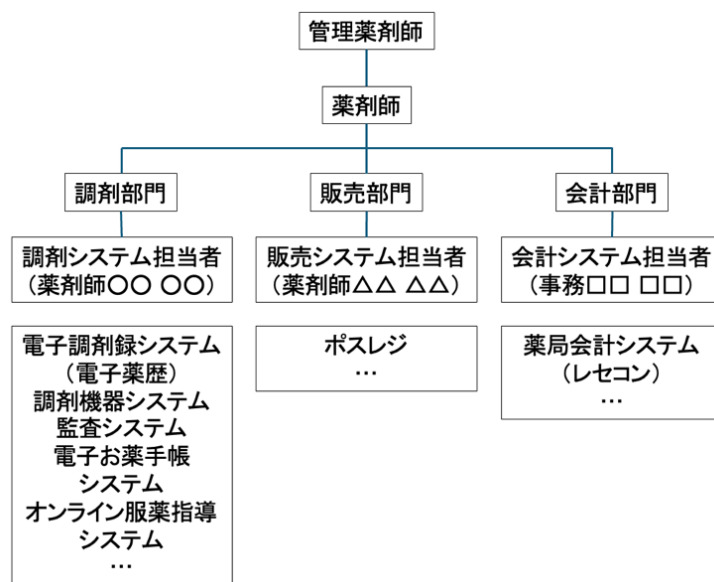 管理薬剤師
薬剤師
調剤部門
販売部門
会計部門
調剤システム担当者
（薬剤師〇〇 〇〇）
販売システム担当者
（薬剤師△△ △△）
会計システム担当者
（事務□□ □□）
電子調剤録システム
（電子薬歴）
調剤機器システム
監査システム
電子お薬手帳
システム
オンライン服薬指導
システム
…
ポスレジ
…
薬局会計システム
（レセコン）
…